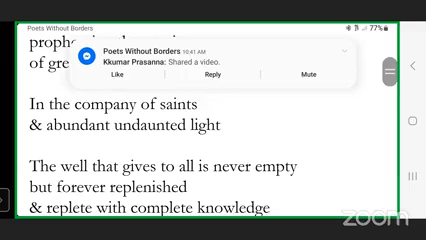 Poets Without Borders
77%
prophe
of gre
Poets Without Borders 10:41 AM
Kkumar Prasanna: Shared a video.
Like Reply Mute
In the company of saints
& abundant undaunted light
The well that gives to all is never empty
but forever replenished
& replete with complete knowledge
zoom